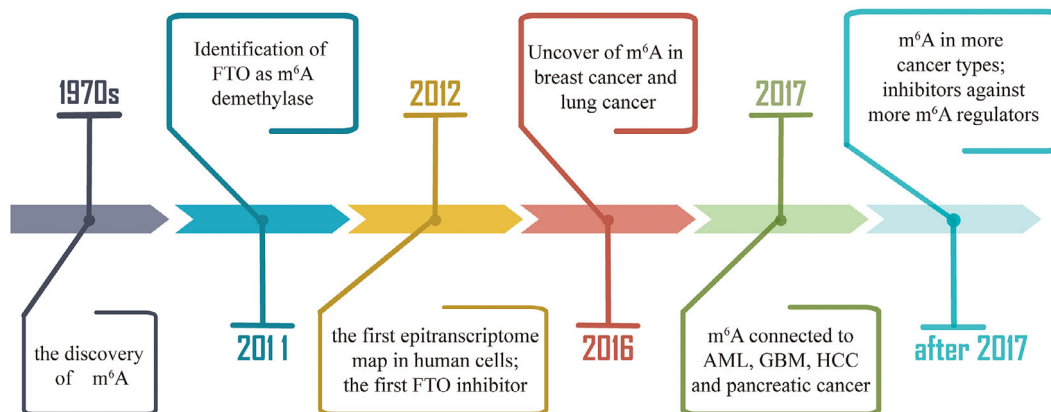 1970s
the discovery
of m⁶A
Identification of
FTO as m⁶A
demethylase
2011
2012
the first epitranscriptome
map in human cells;
the first FTO inhibitor
Uncover of m⁶A in
breast cancer and
lung cancer
2016
2017
m⁶A connected to
AML, GBM, HCC
and pancreatic cancer
m⁶A in more
cancer types;
inhibitors against
more m⁶A regulators
after 2017